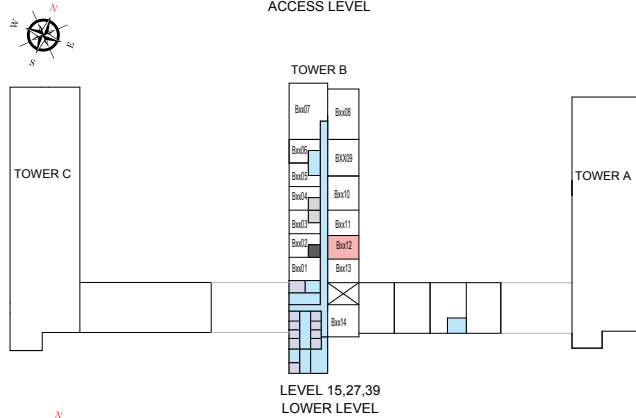 ACCESS LEVEL
N
W
E
S
TOWER B
Bxx07
Bxx08
Bxx06
BXX09
Bxx05
TOWER C
TOWER A
Bxx04
Bxx10
Bxx03
Bxx11
Bxx02
Bxx12
Bxx01
Bxx13
Bxx14
LEVEL 15,27,39
LOWER LEVEL
N